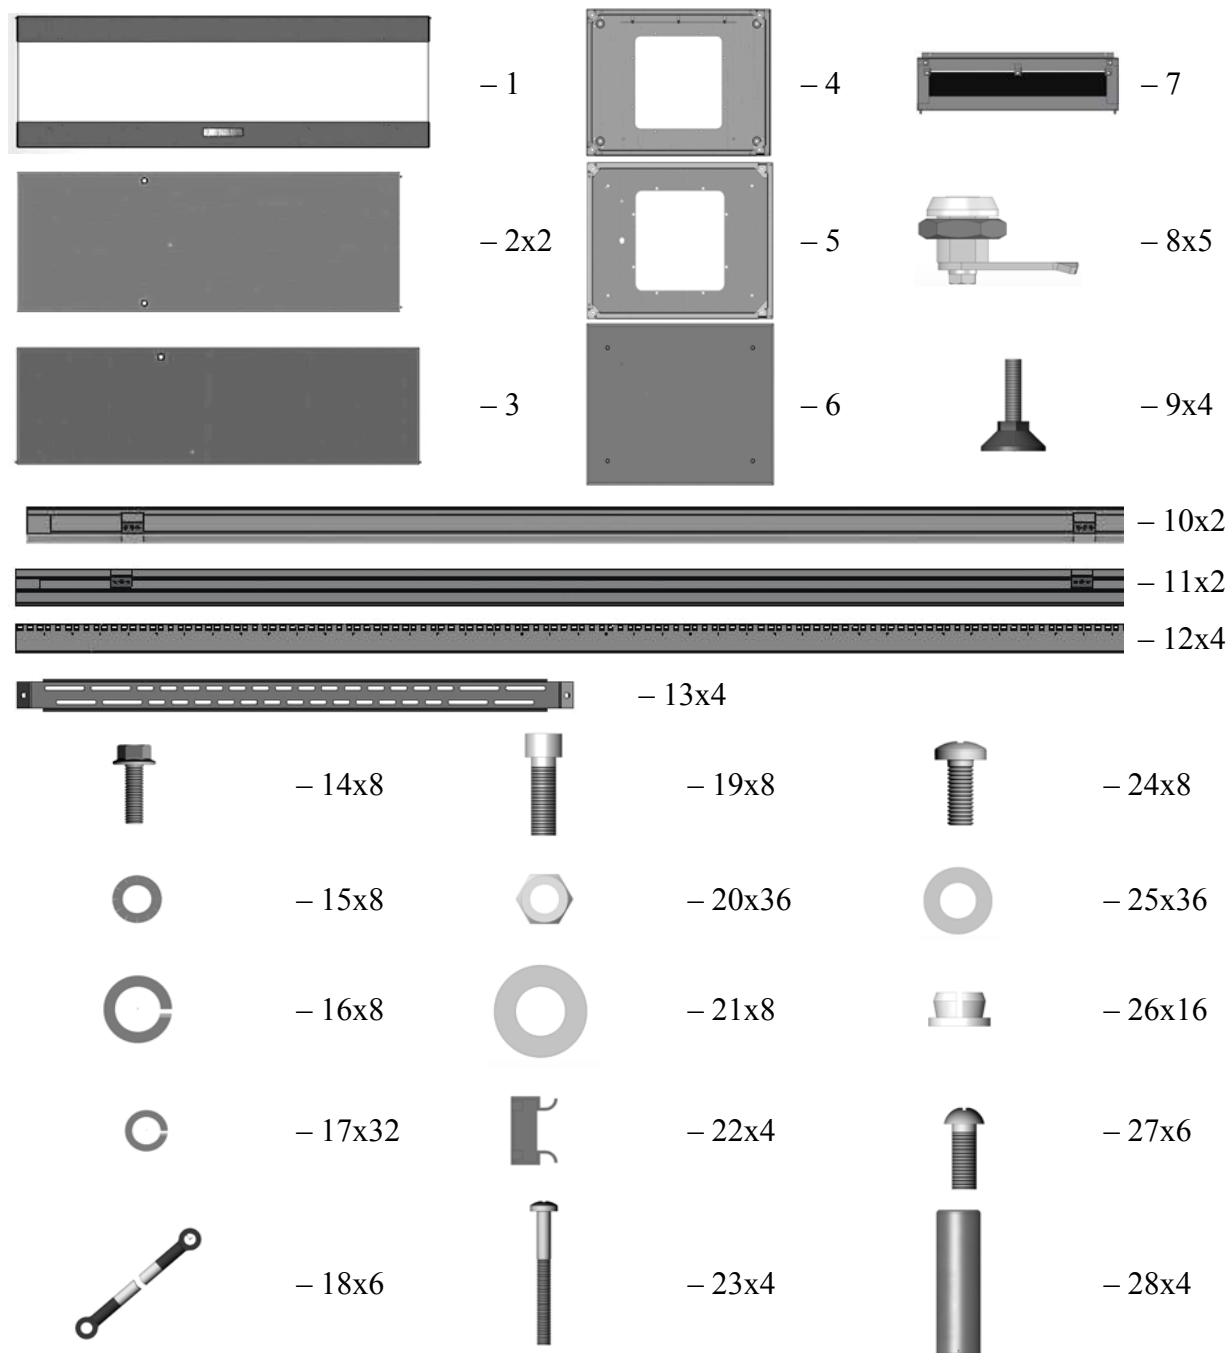 – 1
– 4
– 7
– 2x2
– 5
– 8x5
– 3
– 6
– 9x4
– 10x2
– 11x2
– 12x4
– 13x4
– 14x8
– 19x8
– 24x8
– 15x8
– 20x36
– 25x36
– 16x8
– 21x8
– 26x16
– 17x32
– 22x4
– 27x6
– 18x6
– 23x4
– 28x4